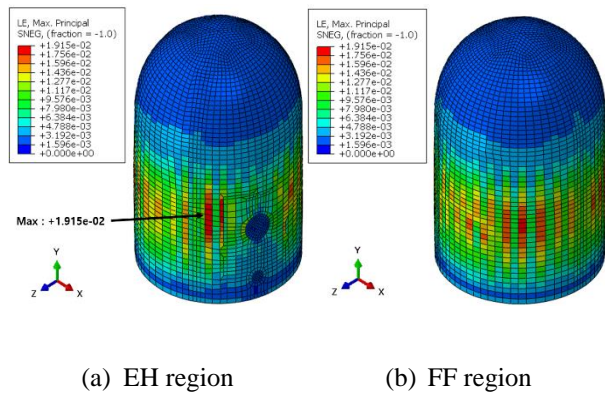 LE, Max. Principal
SNEG, (fraction = -1.0)
+1.915e-02
+1.756e-02
+1.596e-02
+1.436e-02
+1.277e-02
+1.117e-02
+9.576e-03
+7.980e-03
+6.384e-03
+4.788e-03
+3.192e-03
+1.596e-03
+0.000e+00
Max : +1.915e-02
Y
Z
X
LE, Max. Principal
SNEG, (fraction = -1.0)
+1.915e-02
+1.756e-02
+1.596e-02
+1.436e-02
+1.277e-02
+1.117e-02
+9.576e-03
+7.980e-03
+6.384e-03
+4.788e-03
+3.192e-03
+1.596e-03
+0.000e+00
Y
Z
X
(a) EH region
(b) FF region